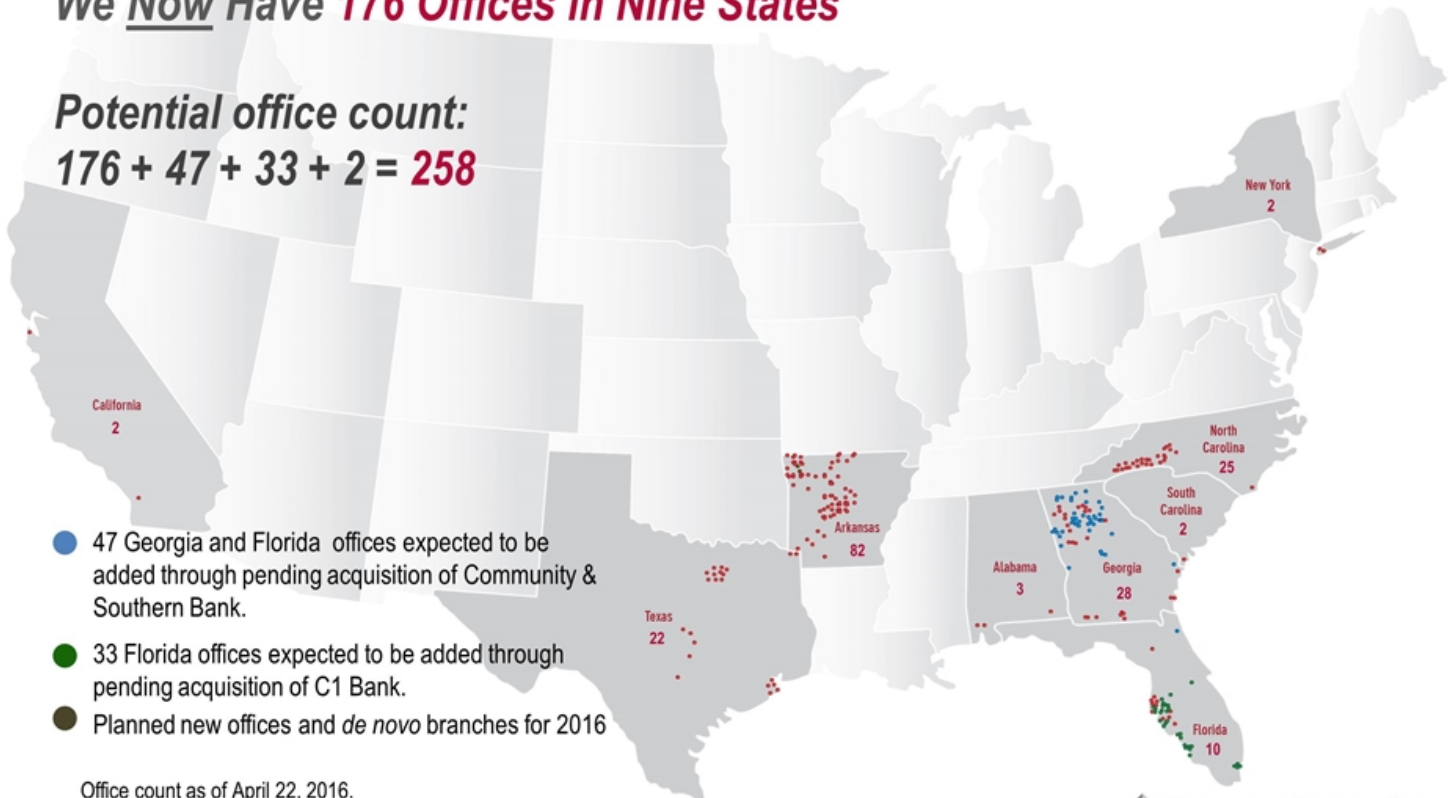 We Now Have 176 Offices in Nine States
Potential office count:
176 + 47 + 33 + 2 = 258
New York
2
California
2
North
Carolina
25
South
Carolina
2
Arkansas
82
Alabama
3
Georgia
28
Texas
22
Florida
10
47 Georgia and Florida offices expected to be
added through pending acquisition of Community &
Southern Bank.
33 Florida offices expected to be added through
pending acquisition of C1 Bank.
Planned new offices and de novo branches for 2016
Office count as of April 22, 2016.